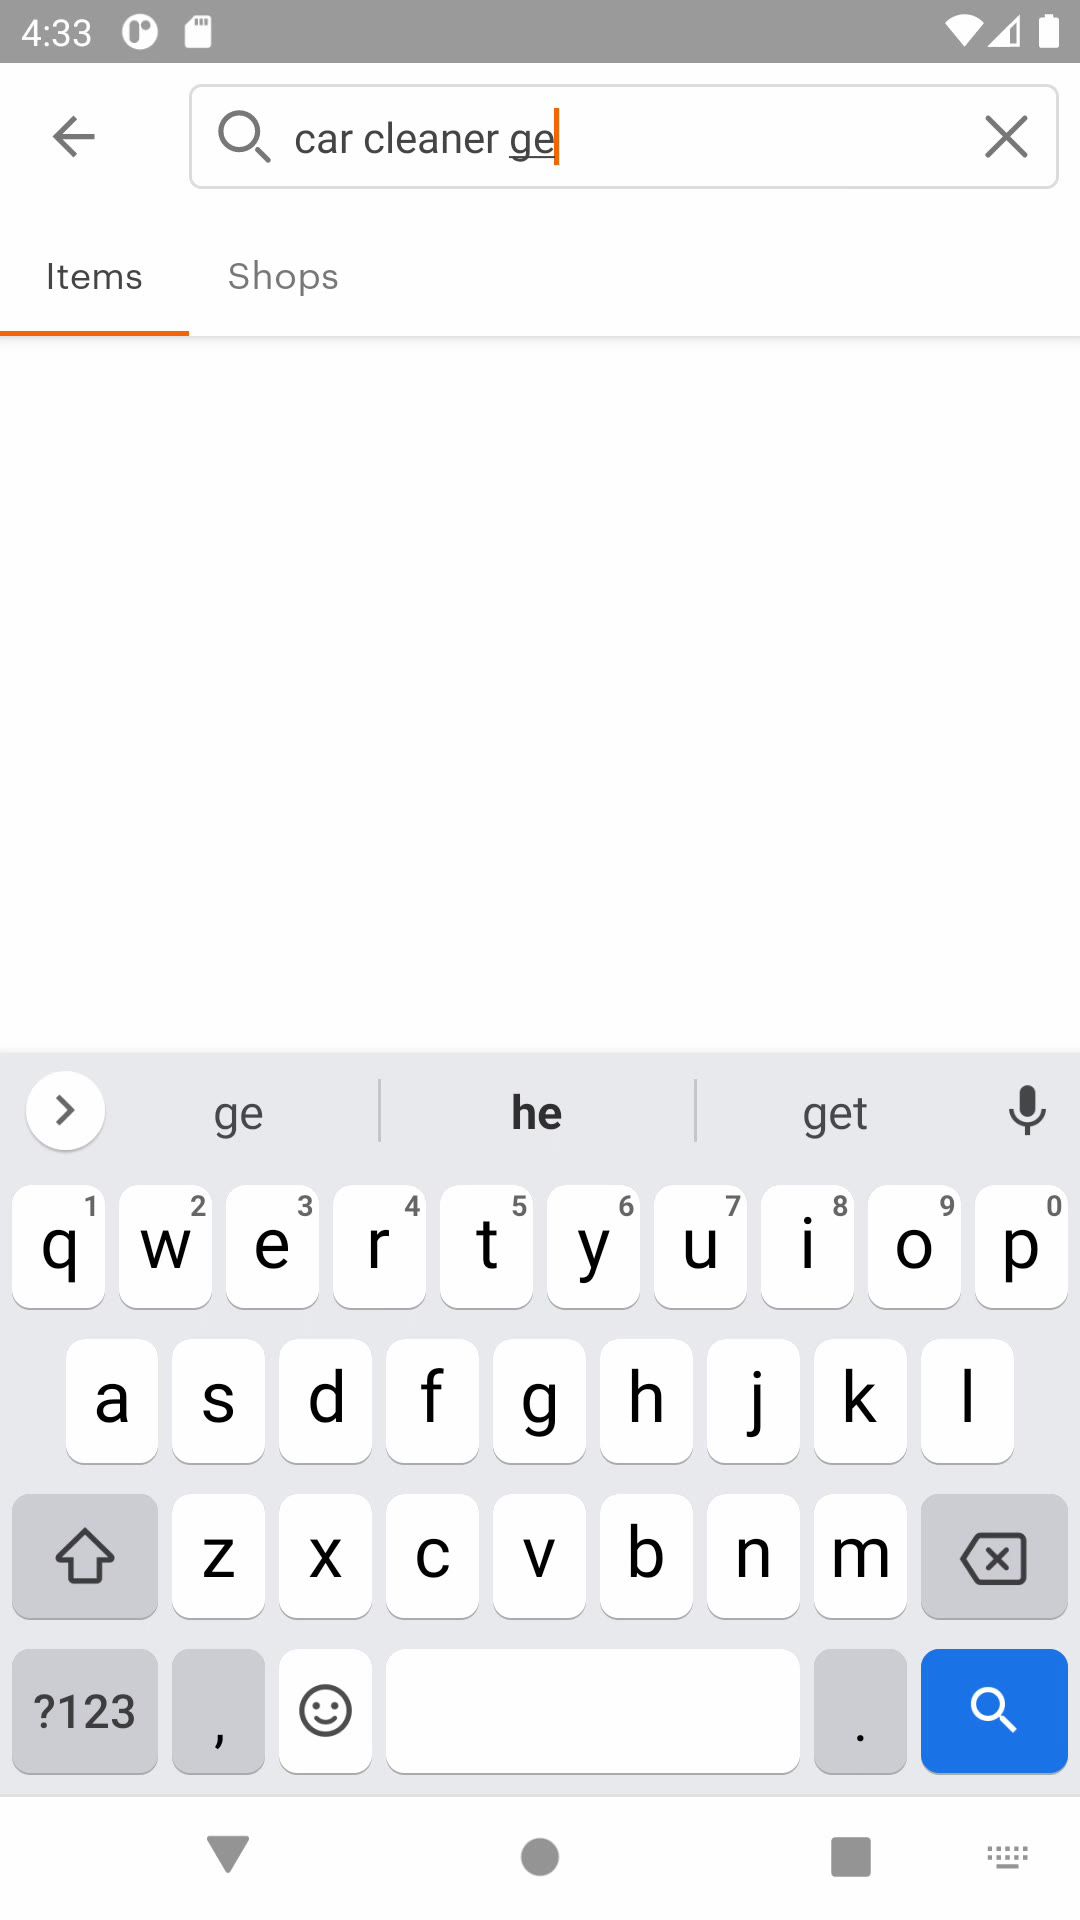 4:33
car cleaner ge
Items Shops
ge he get
1 2 3 4 5 6 7 8 9 0
q w e r t y u i o p
a s d f g h j k l
z x c v b n m
?123 , .